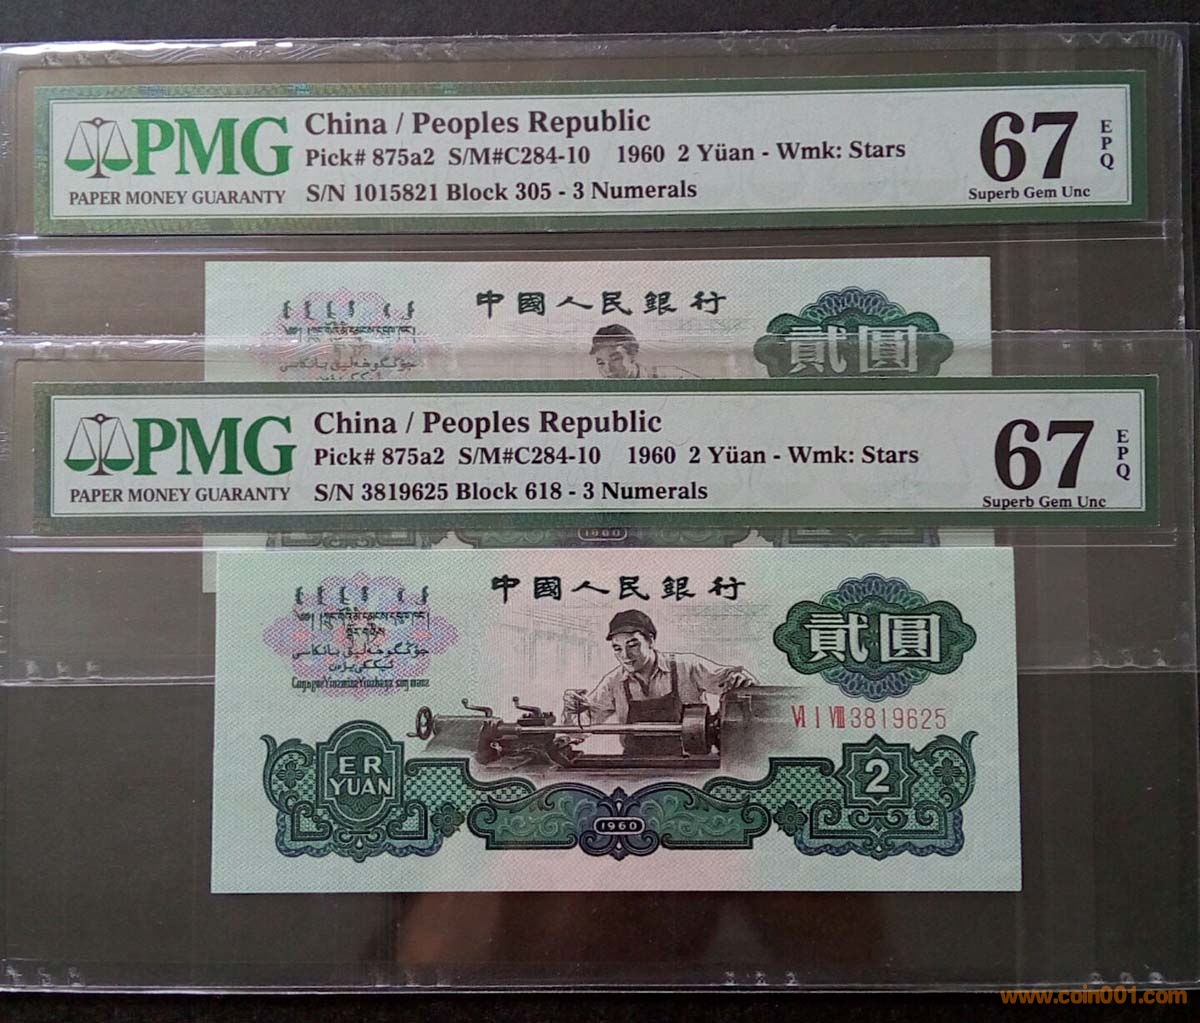 PMG
PAPER MONEY GUARANTY
China / Peoples Republic
Pick# 875a2 S/M#C284-10 1960 2 Yüan - Wmk: Stars
S/N 1015821 Block 305 - 3 Numerals
67
EPQ
Superb Gem Unc
中國人民銀行
貳圓
PMG
PAPER MONEY GUARANTY
China / Peoples Republic
Pick# 875a2 S/M#C284-10 1960 2 Yüan - Wmk: Stars
S/N 3819625 Block 618 - 3 Numerals
67
EPQ
Superb Gem Unc
1960
中國人民銀行
貳圓
VI I VIII 3819625
ER
YUAN
2
1960
www.coin001.com